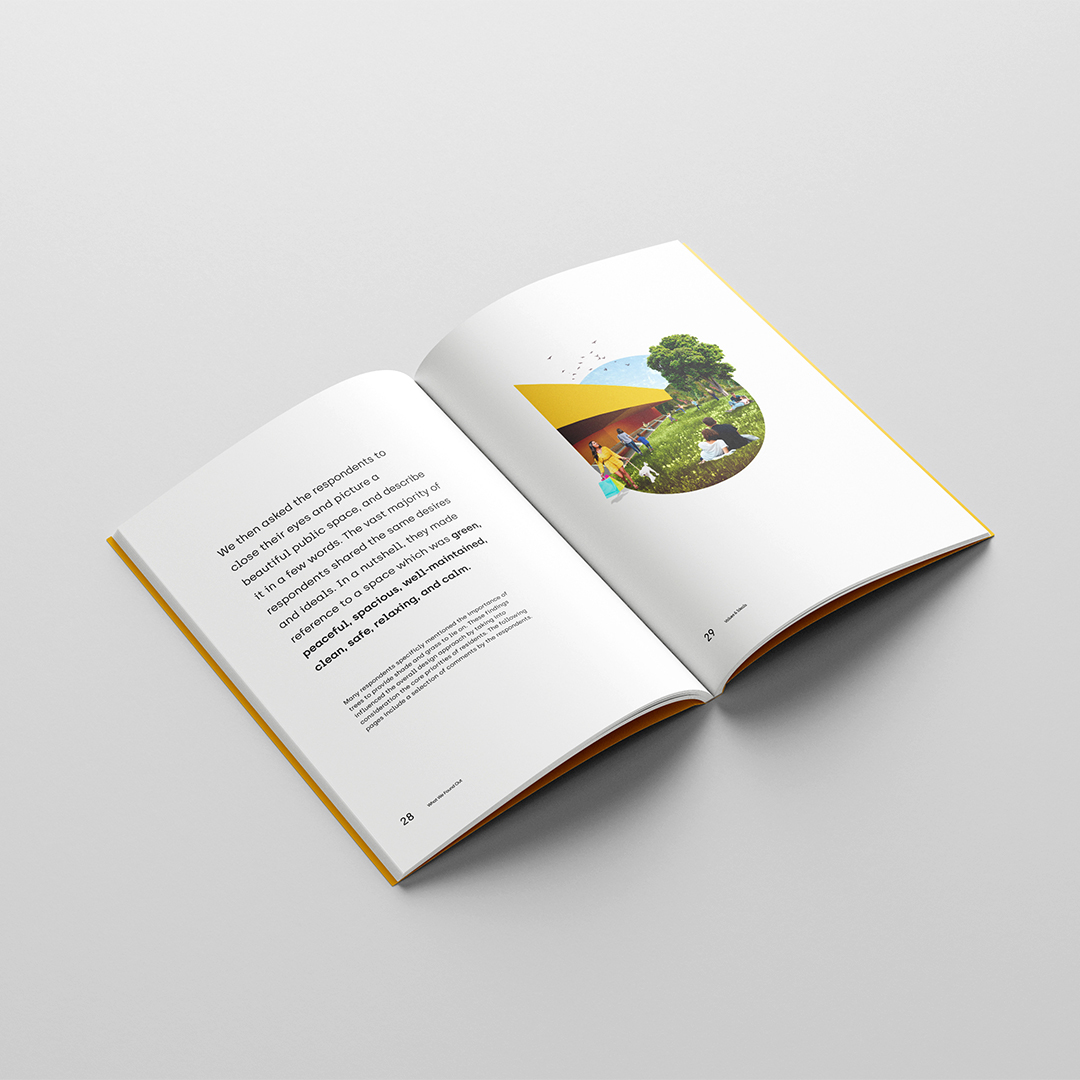 We then asked the respondents to
close their eyes and picture a
beautiful public space, and describe
it in a few words. The vast majority of
respondents shared the same desires
and ideals. In a nutshell, they made
reference to a space which was green,
peaceful, spacious, well-maintained,
clean, safe, relaxing, and calm.
Many respondents specificly mentioned the importance of
trees to provide shade and grass to lie on. These findings
influenced the overall design approach by taking into
consideration the core priorities of residents. The following
pages include a selection of comments by the respondents.
28
What We Found Out
29